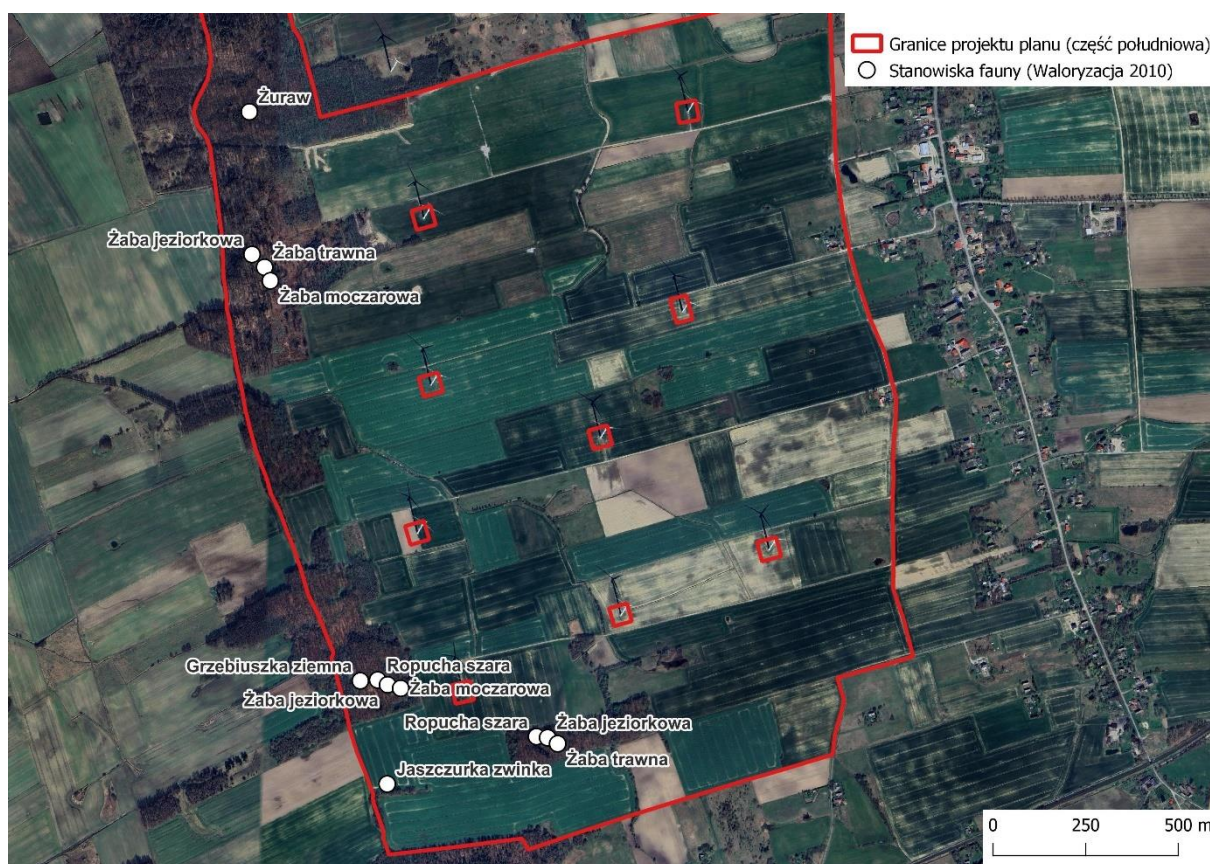 Granice projektu planu (część południowa)
Stanowiska fauny (Waloryzacja 2010)
Żuraw
Żaba jeziorkowa
Żaba trawna
Żaba moczarowa
Grzebiuszka ziemna
Ropucha szara
Żaba jeziorkowa
Żaba moczarowa
Ropucha szara
Żaba jeziorkowa
Żaba trawna
Jaszczurka zwinka
0 250 500 m